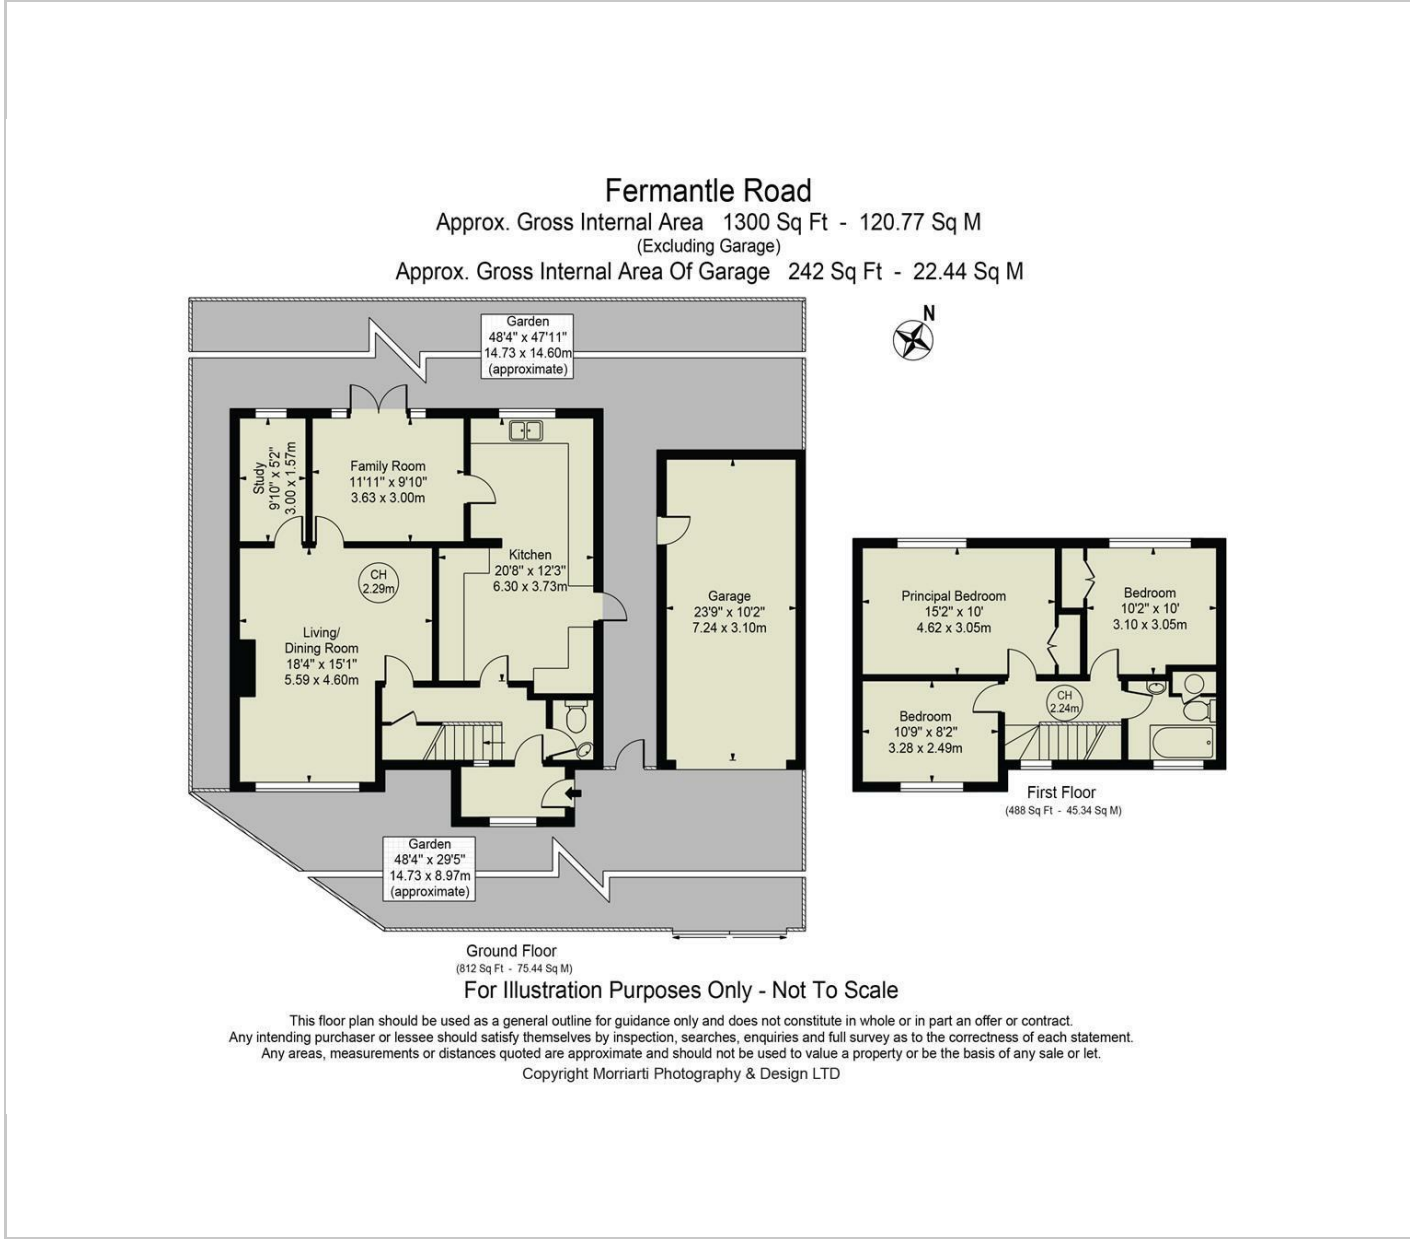 Fermantle Road
Approx. Gross Internal Area 1300 Sq Ft - 120.77 Sq M
(Excluding Garage)
Approx. Gross Internal Area Of Garage 242 Sq Ft - 22.44 Sq M
N
Garden
48'4" x 47'11"
14.73 x 14.60m
(approximate)
Study
9'10" x 5'2"
3.00 x 1.57m
Family Room
11'11" x 9'10"
3.63 x 3.00m
Kitchen
20'8" x 12'3"
6.30 x 3.73m
CH
2.29m
Living/
Dining Room
18'4" x 15'1"
5.59 x 4.60m
Garage
23'9" x 10'2"
7.24 x 3.10m
Principal Bedroom
15'2" x 10'
4.62 x 3.05m
Bedroom
10'2" x 10'
3.10 x 3.05m
CH
2.24m
Bedroom
10'9" x 8'2"
3.28 x 2.49m
First Floor
(488 Sq Ft - 45.34 Sq M)
Garden
48'4" x 29'5"
14.73 x 8.97m
(approximate)
Ground Floor
(812 Sq Ft - 75.44 Sq M)
For Illustration Purposes Only - Not To Scale
This floor plan should be used as a general outline for guidance only and does not constitute in whole or in part an offer or contract.
Any intending purchaser or lessee should satisfy themselves by inspection, searches, enquiries and full survey as to the correctness of each statement.
Any areas, measurements or distances quoted are approximate and should not be used to value a property or be the basis of any sale or let.
Copyright Morriarti Photography & Design LTD